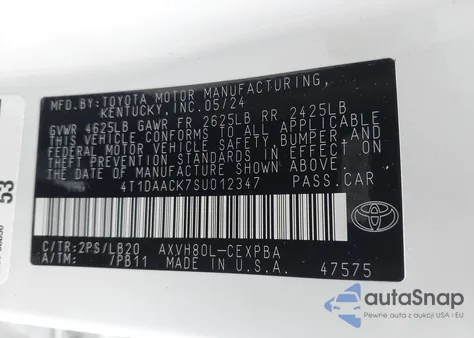 MFD.BY:TOYOTA MOTOR MANUFACTURING,
KENTUCKY, INC.05/24
GVWR 4625LB GAWR FR 2625LB RR 2425LB
THIS VEHICLE CONFORMS TO ALL APPLICABLE
FEDERAL MOTOR VEHICLE SAFETY,BUMPER AND
THEFT PREVENTION STANDARDS IN EFFECT ON
THE DATE OF MANUFACTURE SHOWN ABOVE.
4T1DAACK7SU012347 PASS.CAR
C/TR:2PS/LB20 AXVH80L-CEXPBA
A/TM: /PB11 MADE IN U.S.A. 47575
53
autoSnap
Pewne auta z aukcji USA i EU